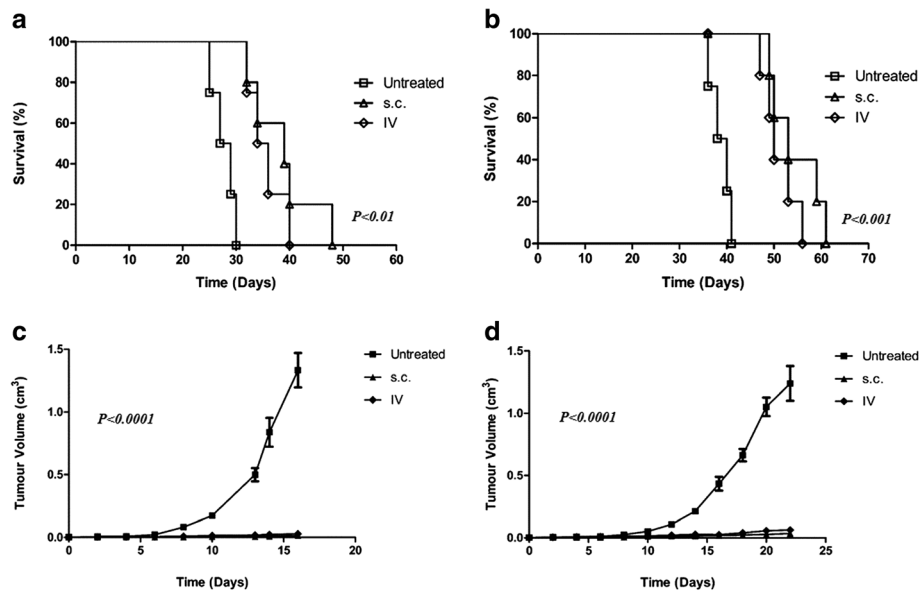 a
100
80
60
40
20
0
Survival (%)
0 10 20 30 40 50 60
Time (Days)
Untreated
s.c.
IV
P<0.01
b
100
80
60
40
20
0
Survival (%)
0 10 20 30 40 50 60 70
Time (Days)
Untreated
s.c.
IV
P<0.001
c
1.5
1.0
0.5
0.0
Tumour Volume (cm³)
0 5 10 15 20
Time (Days)
Untreated
s.c.
IV
P<0.0001
d
1.5
1.0
0.5
0.0
Tumour Volume (cm³)
0 5 10 15 20 25
Time (Days)
Untreated
s.c.
IV
P<0.0001